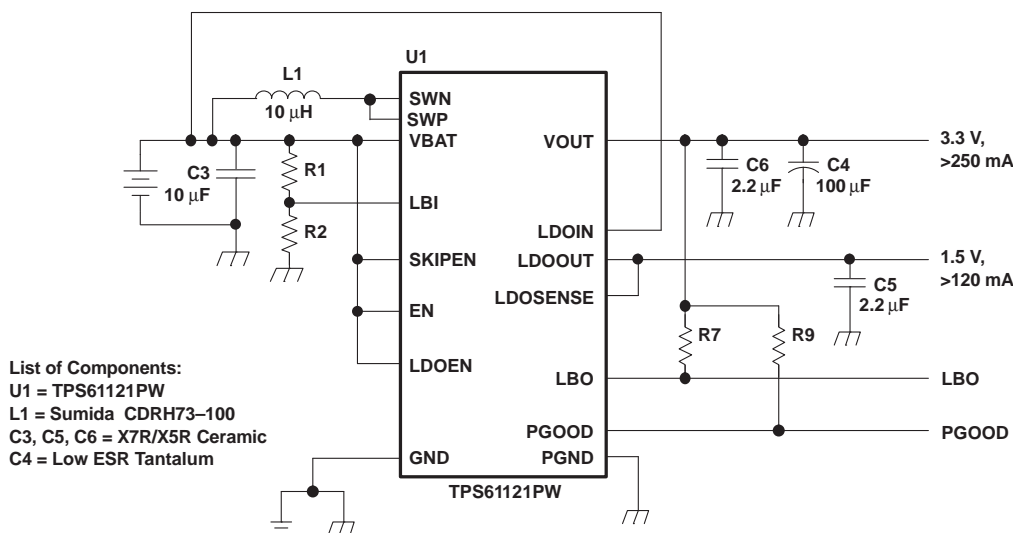 U1
L1
10 μH
SWN
SWP
VBAT
VOUT
3.3 V,
>250 mA
C3
10 μF
R1
C6
2.2 μF
C4
100 μF
LBI
R2
LDOIN
SKIPEN
LDOOUT
1.5 V,
>120 mA
LDOSENSE
C5
2.2 μF
EN
R7
R9
LDOEN
LBO
LBO
List of Components:
U1 = TPS61121PW
L1 = Sumida CDRH73–100
C3, C5, C6 = X7R/X5R Ceramic
C4 = Low ESR Tantalum
PGOOD
PGOOD
GND
PGND
TPS61121PW